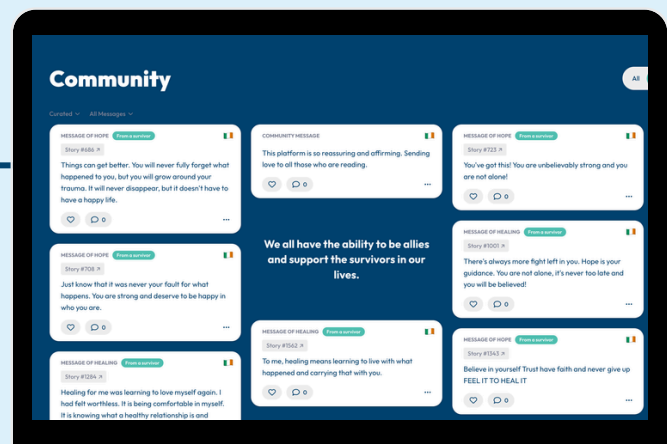 Community
All
Curated
All Messages
MESSAGE OF HOPE From a survivor
Story #686
Things can get better. You will never fully forget what
happened to you, but you will grow around your
trauma. It will never disappear, but it doesn't have to
have a happy life.
0
MESSAGE OF HOPE From a survivor
Story #708
Just know that it was never your fault for what
happens. You are strong and deserve to be happy in
who you are.
0
MESSAGE OF HEALING From a survivor
Story #1284
Healing for me was learning to love myself again. I
had felt worthless. It is being comfortable in myself.
It is knowing what a healthy relationship is and
COMMUNITY MESSAGE
This platform is so reassuring and affirming. Sending
love to all those who are reading.
0
We all have the ability to be allies
and support the survivors in our
lives.
MESSAGE OF HEALING From a survivor
Story #1562
To me, healing means learning to live with what
happened and carrying that with you.
0
MESSAGE OF HOPE From a survivor
Story #723
You've got this! You are unbelievably strong and you
are not alone!
0
MESSAGE OF HEALING From a survivor
Story #1001
There's always more fight left in you. Hope is your
guidance. You are not alone, it's never too late and
you will be believed!
0
MESSAGE OF HOPE From a survivor
Story #1343
Believe in yourself Trust have faith and never give up
FEEL IT TO HEAL IT
0